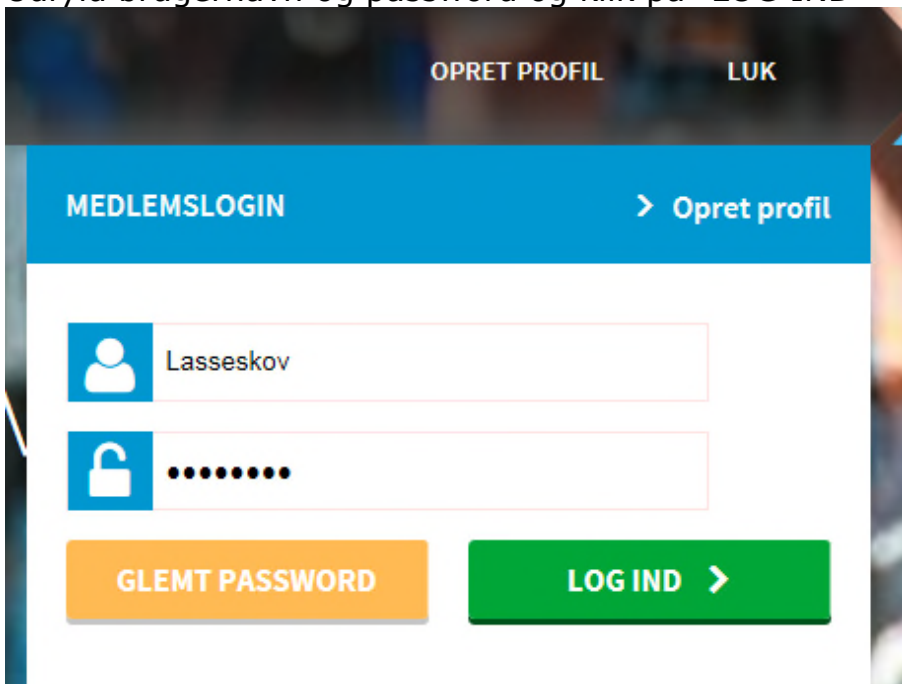 OPRET PROFIL LUK
MEDLEMSLOGIN > Opret profil
Lasseskov
••••••••
GLEMT PASSWORD LOG IND >